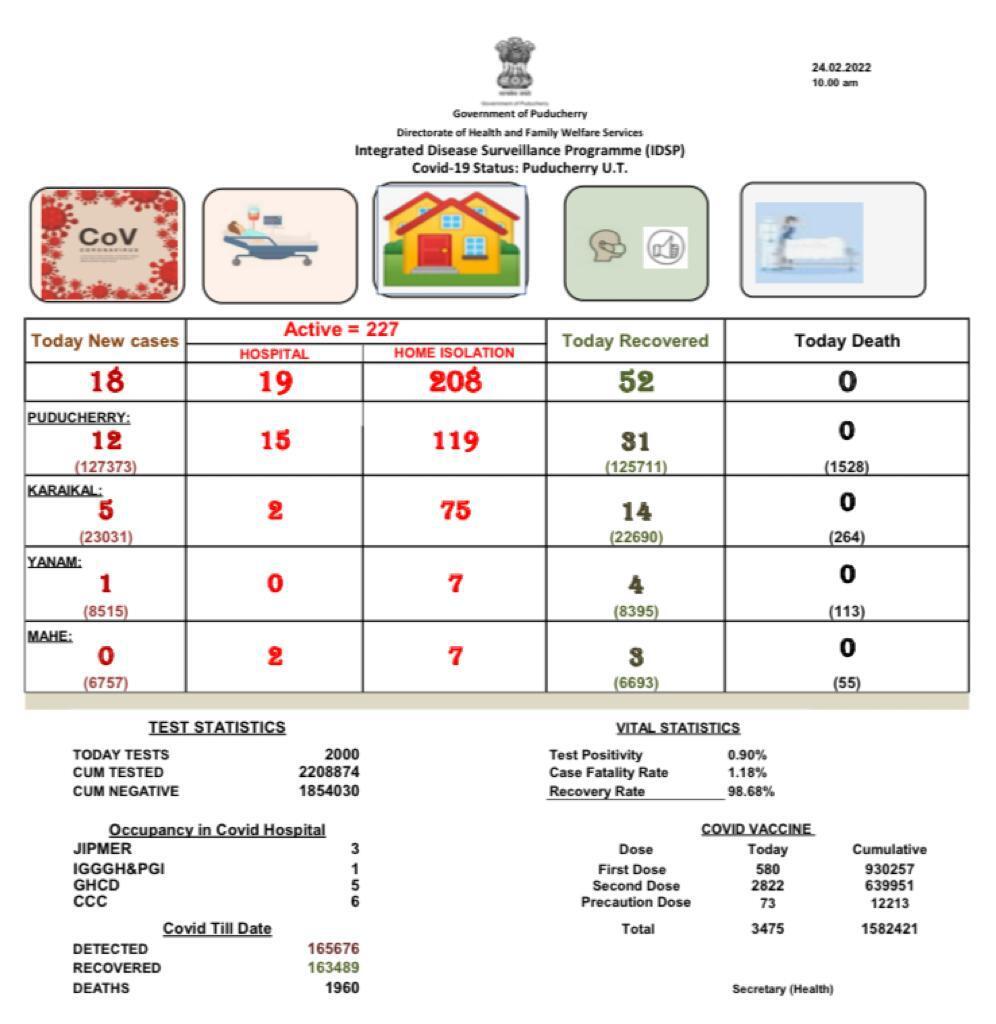 24.02.2022
10.00 am
Government of Puducherry
Government of Puducherry
Directorate of Health and Family Welfare Services
Integrated Disease Surveillance Programme (IDSP)
Covid-19 Status: Puducherry U.T.
CoV
CORONAVIRUS
Today New cases
Active = 227
HOSPITAL
HOME ISOLATION
Today Recovered
Today Death
18 19 208 52 0
PUDUCHERRY:
12 15 119 31 0
(127373) (125711) (1528)
KARAIKAL:
5 2 75 14 0
(23031) (22690) (264)
YANAM:
1 0 7 4 0
(8515) (8395) (113)
MAHE:
0 2 7 3 0
(6757) (6693) (55)
TEST STATISTICS
TODAY TESTS 2000
CUM TESTED 2208874
CUM NEGATIVE 1854030
VITAL STATISTICS
Test Positivity 0.90%
Case Fatality Rate 1.18%
Recovery Rate 98.68%
Occupancy in Covid Hospital
JIPMER 3
IGGGH&PGI 1
GHCD 5
CCC 6
COVID VACCINE
Dose Today Cumulative
First Dose 580 930257
Second Dose 2822 639951
Precaution Dose 73 12213
Total 3475 1582421
Covid Till Date
DETECTED 165676
RECOVERED 163489
DEATHS 1960
Secretary (Health)